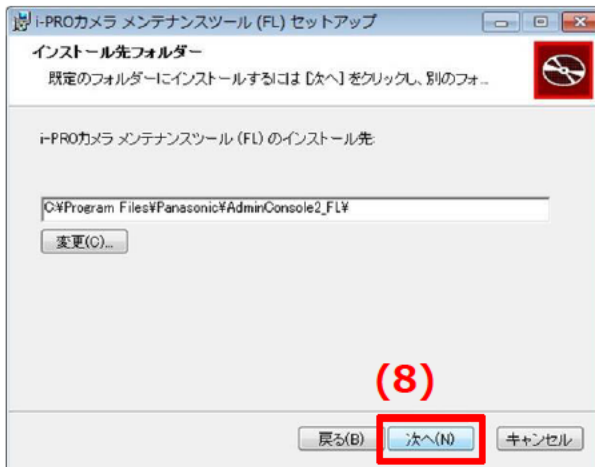 i-PROカメラ メンテナンスツール (FL) セットアップ
インストール先フォルダー
既定のフォルダーにインストールするには [次へ] をクリックし、別のフォ...
i-PROカメラ メンテナンスツール (FL) のインストール先:
C:¥Program Files¥Panasonic¥AdminConsole2_FL¥
変更(C)...
(8)
戻る(B)
次へ(N)
キャンセル